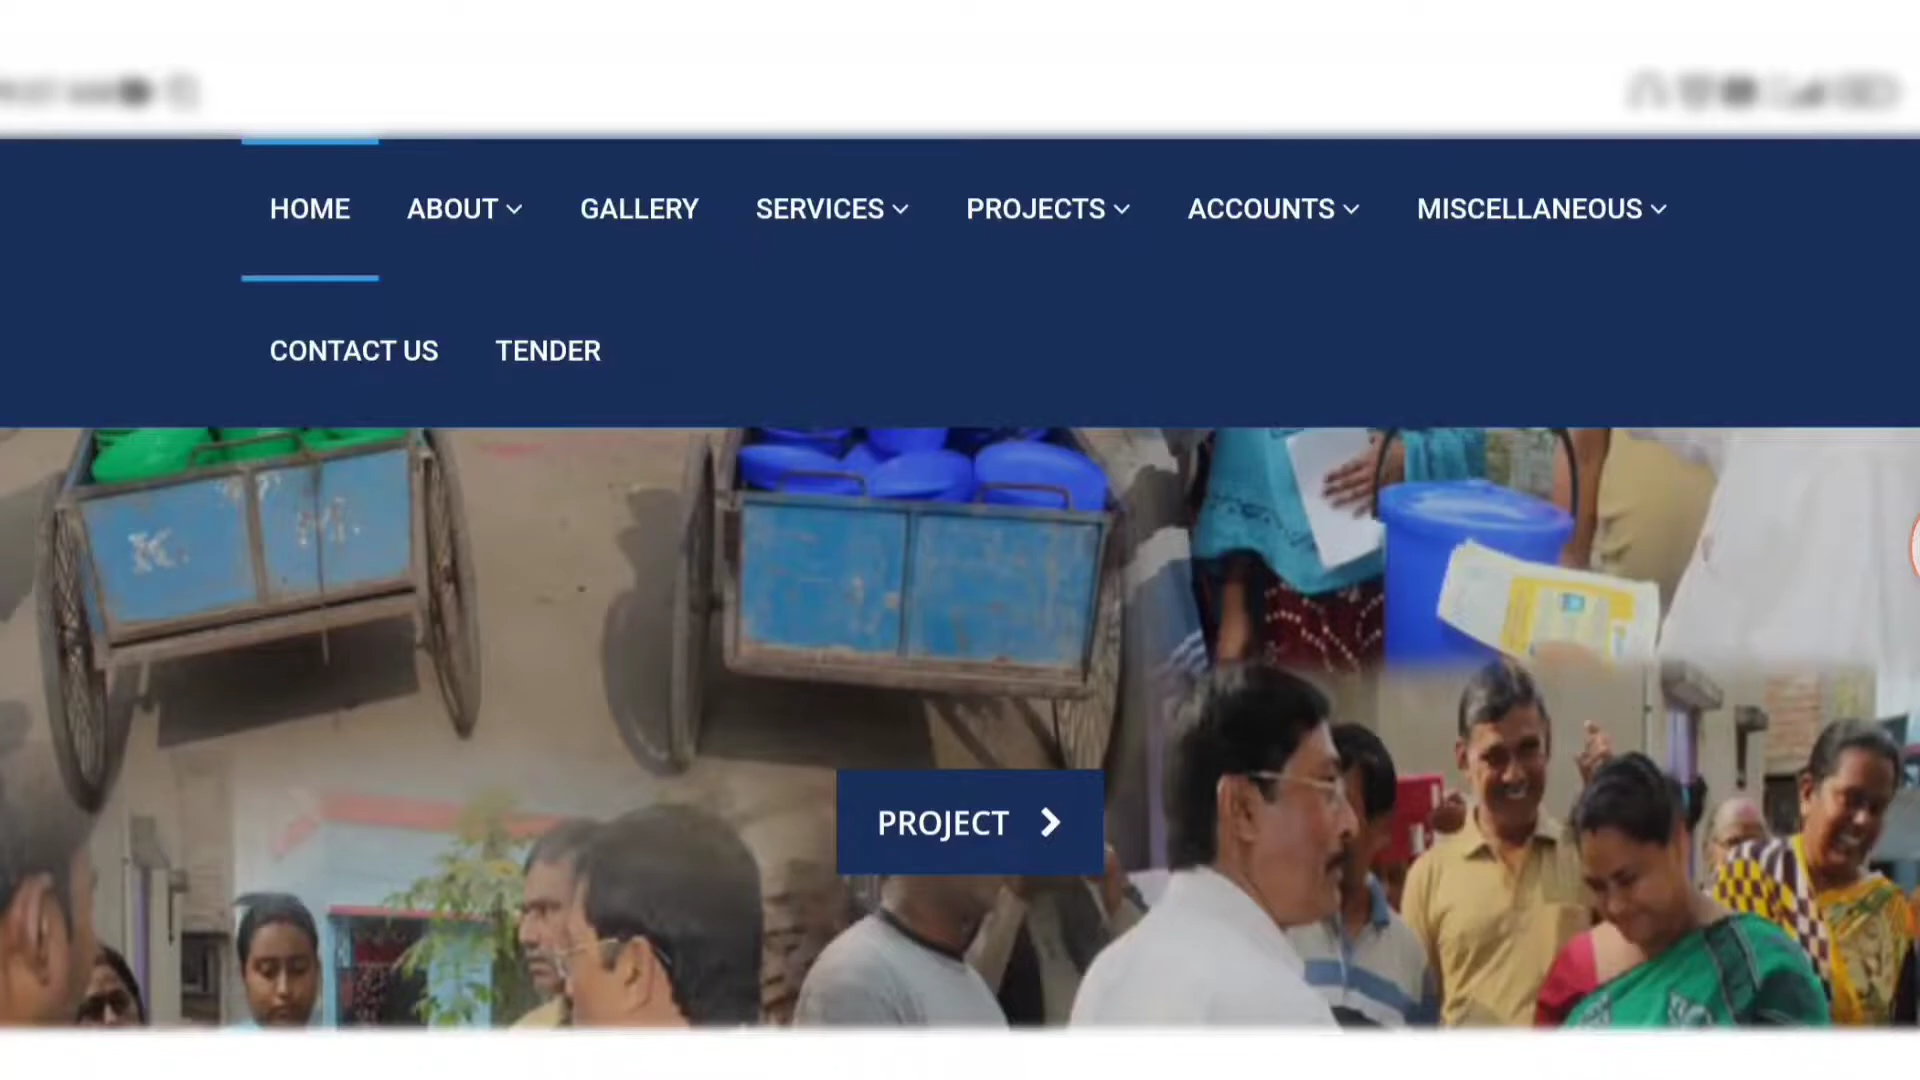 HOME ABOUT GALLERY SERVICES PROJECTS ACCOUNTS MISCELLANEOUS
CONTACT US TENDER
K. M.
PROJECT